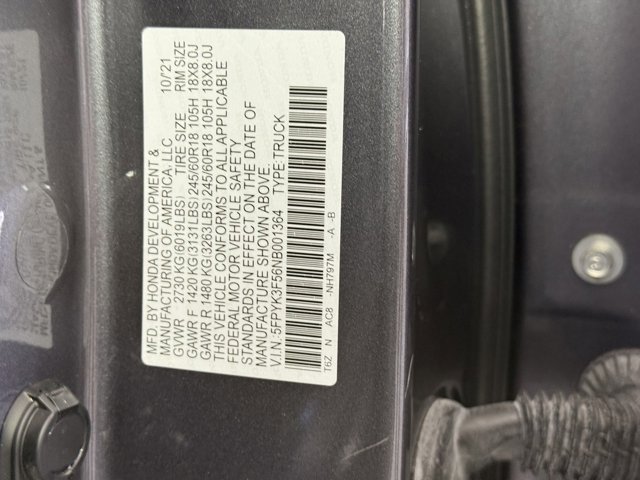 MFD. BY HONDA DEVELOPMENT &
MANUFACTURING OF AMERICA, LLC 10/21
GVWR 2730 KG(6019LBS) TIRE SIZE RIM SIZE
GAWR F 1420 KG(3131LBS) 245/60R18 105H 18X8.0J
GAWR R 1480 KG(3263LBS) 245/60R18 105H 18X8.0J
THIS VEHICLE CONFORMS TO ALL APPLICABLE
FEDERAL MOTOR VEHICLE SAFETY
STANDARDS IN EFFECT ON THE DATE OF
MANUFACTURE SHOWN ABOVE.
V.I.N.:5FPYK3F56NB001364 TYPE:TRUCK
T6Z N AC8 -NH797M -A -B